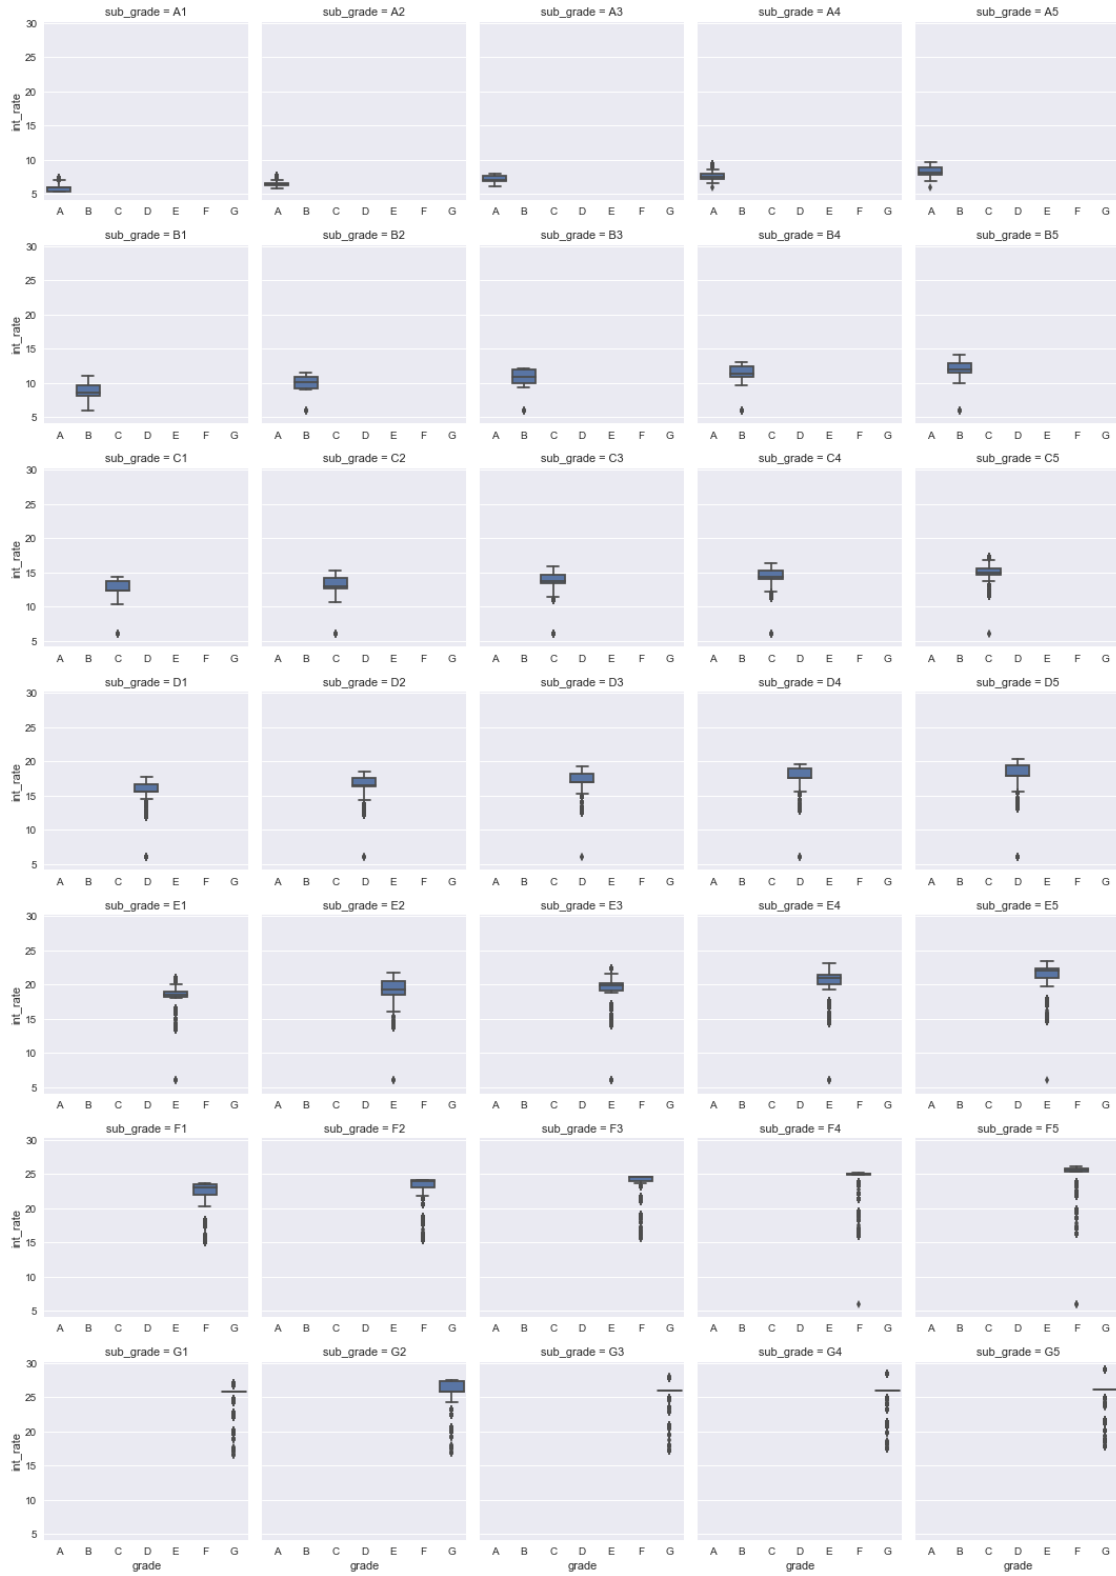 sub_grade = A1 sub_grade = A2 sub_grade = A3 sub_grade = A4 sub_grade = A5
30
25
20
15
10
5
int_rate
A B C D E F G A B C D E F G A B C D E F G A B C D E F G A B C D E F G
sub_grade = B1 sub_grade = B2 sub_grade = B3 sub_grade = B4 sub_grade = B5
30
25
20
15
10
5
int_rate
A B C D E F G A B C D E F G A B C D E F G A B C D E F G A B C D E F G
sub_grade = C1 sub_grade = C2 sub_grade = C3 sub_grade = C4 sub_grade = C5
30
25
20
15
10
5
int_rate
A B C D E F G A B C D E F G A B C D E F G A B C D E F G A B C D E F G
sub_grade = D1 sub_grade = D2 sub_grade = D3 sub_grade = D4 sub_grade = D5
30
25
20
15
10
5
int_rate
A B C D E F G A B C D E F G A B C D E F G A B C D E F G A B C D E F G
sub_grade = E1 sub_grade = E2 sub_grade = E3 sub_grade = E4 sub_grade = E5
30
25
20
15
10
5
int_rate
A B C D E F G A B C D E F G A B C D E F G A B C D E F G A B C D E F G
sub_grade = F1 sub_grade = F2 sub_grade = F3 sub_grade = F4 sub_grade = F5
30
25
20
15
10
5
int_rate
A B C D E F G A B C D E F G A B C D E F G A B C D E F G A B C D E F G
sub_grade = G1 sub_grade = G2 sub_grade = G3 sub_grade = G4 sub_grade = G5
30
25
20
15
10
5
int_rate
A B C D E F G A B C D E F G A B C D E F G A B C D E F G A B C D E F G
grade grade grade grade grade